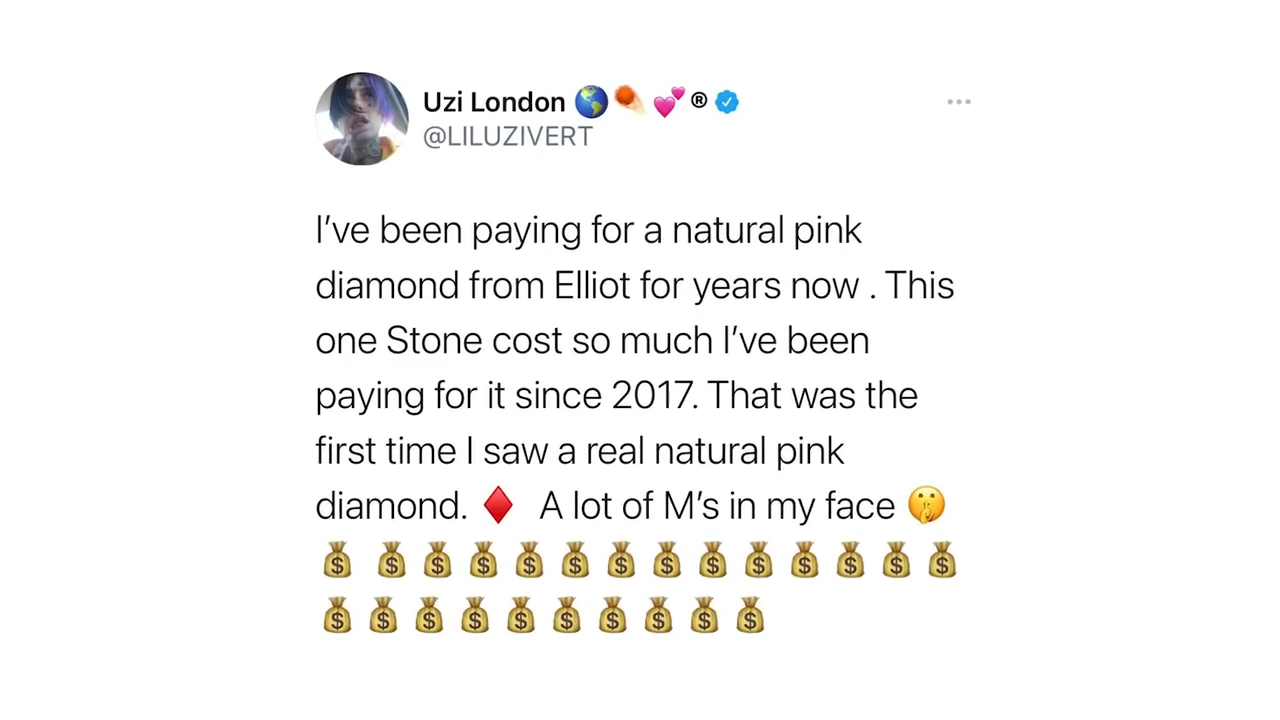 Uzi London 🌎☄️💕®
@LILUZIVERT
I’ve been paying for a natural pink
diamond from Elliot for years now . This
one Stone cost so much I’ve been
paying for it since 2017. That was the
first time I saw a real natural pink
diamond. ♦️ A lot of M’s in my face 🤫
💰 💰💰💰💰💰💰💰💰💰💰💰💰💰
💰💰💰💰💰💰💰💰💰💰